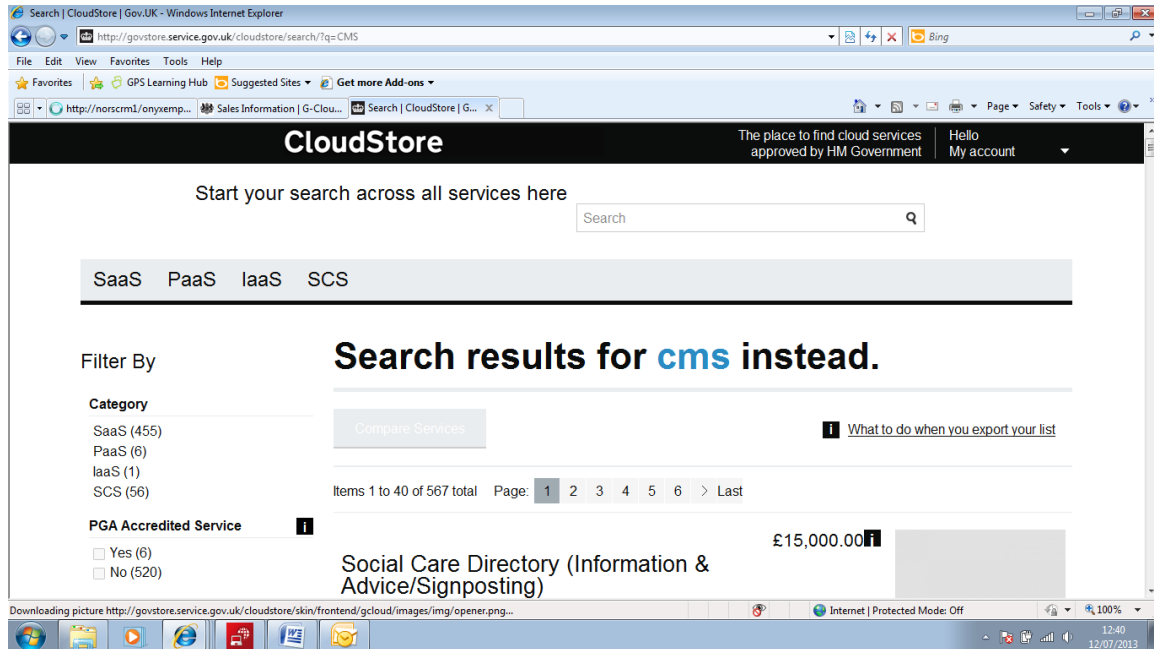 Search | CloudStore | Gov.UK - Windows Internet Explorer
http://govstore.service.gov.uk/cloudstore/search/?q=CMS
Bing
File Edit View Favorites Tools Help
Favorites GPS Learning Hub Suggested Sites Get more Add-ons
http://norscrm1/onyxemp... Sales Information | G-Clou... Search | CloudStore | G... X
Page Safety Tools
CloudStore
The place to find cloud services
approved by HM Government
Hello
My account
Start your search across all services here
Search
SaaS PaaS IaaS SCS
Filter By
Search results for cms instead.
Category
SaaS (455)
PaaS (6)
IaaS (1)
SCS (56)
Compare Services
i What to do when you export your list
Items 1 to 40 of 567 total Page: 1 2 3 4 5 6 > Last
PGA Accredited Service i
Yes (6)
No (520)
£15,000.00 i
Social Care Directory (Information &
Advice/Signposting)
Downloading picture http://govstore.service.gov.uk/cloudstore/skin/frontend/gcloud/images/img/opener.png...
Internet | Protected Mode: Off
100%
12:40
12/07/2013